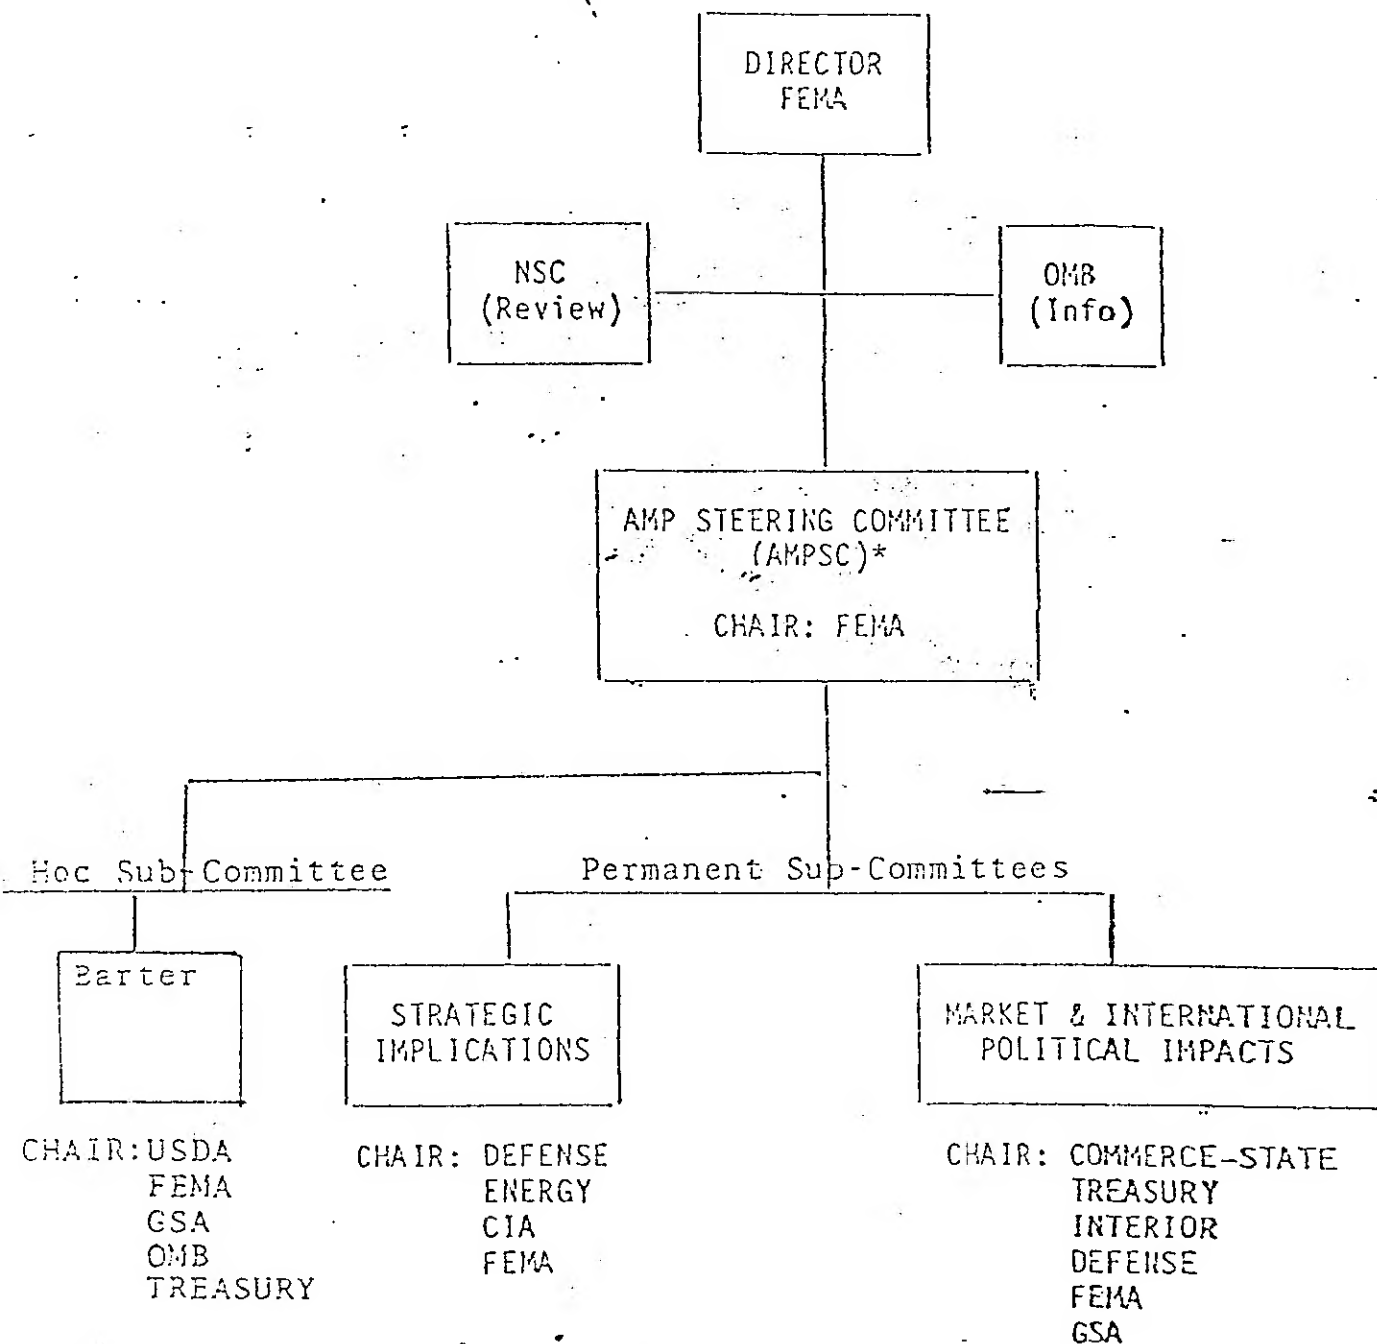 DIRECTOR
FEMA
NSC
(Review)
OMB
(Info)
AMP STEERING COMMITTEE
(AMPSC)*
CHAIR: FEMA
Hoc Sub-Committee
Permanent Sub-Committees
Barter
STRATEGIC
IMPLICATIONS
MARKET & INTERNATIONAL
POLITICAL IMPACTS
CHAIR: USDA
FEMA
GSA
OMB
TREASURY
CHAIR: DEFENSE
ENERGY
CIA
FEMA
CHAIR: COMMERCE-STATE
TREASURY
INTERIOR
DEFENSE
FEMA
GSA